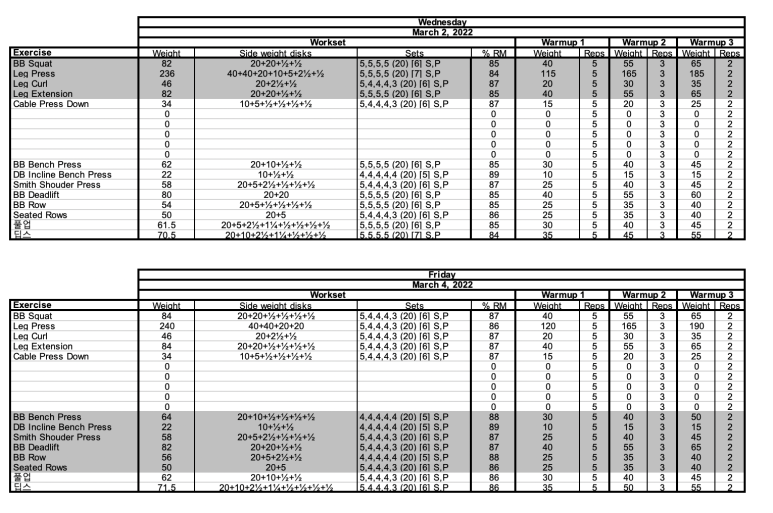 Wednesday
March 2, 2022
Workset Warmup 1 Warmup 2 Warmup 3
Exercise Weight Side weight disks Sets % RM Weight Reps Weight Reps Weight Reps
BB Squat 82 20+20+½+½ 5,5,5,5 (20) [6] S,P 85 40 5 55 3 65 2
Leg Press 236 40+40+20+10+5+2½+½ 5,5,5,5 (20) [7] S,P 84 115 5 165 3 185 2
Leg Curl 46 20+2½+½ 5,4,4,4,3 (20) [6] S,P 87 20 5 30 3 35 2
Leg Extension 82 20+20+½+½ 5,5,5,5 (20) [6] S,P 85 40 5 55 3 65 2
Cable Press Down 34 10+5+½+½+½+½ 5,4,4,4,3 (20) [6] S,P 87 15 5 20 3 25 2
0 0 0 5 0 3 0 2
0 0 0 5 0 3 0 2
0 0 0 5 0 3 0 2
0 0 0 5 0 3 0 2
0 0 0 5 0 3 0 2
BB Bench Press 62 20+10+½+½ 5,5,5,5 (20) [6] S,P 85 30 5 40 3 45 2
DB Incline Bench Press 22 10+½+½ 4,4,4,4,4 (20) [5] S,P 89 10 5 15 3 15 2
Smith Shouder Press 58 20+5+2½+½+½+½ 5,4,4,4,3 (20) [6] S,P 87 25 5 40 3 45 2
BB Deadlift 80 20+20 5,5,5,5 (20) [6] S,P 85 40 5 55 3 60 2
BB Row 54 20+5+½+½+½+½ 5,5,5,5 (20) [6] S,P 85 25 5 35 3 40 2
Seated Rows 50 20+5 5,4,4,4,3 (20) [6] S,P 86 25 5 35 3 40 2
풀업 61.5 20+5+2½+1¼+½+½+½+½ 5,5,5,5 (20) [6] S,P 85 30 5 40 3 45 2
딥스 70.5 20+10+2½+1¼+½+½+½ 5,5,5,5 (20) [7] S,P 84 35 5 45 3 55 2
Friday
March 4, 2022
Workset Warmup 1 Warmup 2 Warmup 3
Exercise Weight Side weight disks Sets % RM Weight Reps Weight Reps Weight Reps
BB Squat 84 20+20+½+½+½+½ 5,4,4,4,3 (20) [6] S,P 87 40 5 55 3 65 2
Leg Press 240 40+40+20+20 5,4,4,4,3 (20) [6] S,P 86 120 5 165 3 190 2
Leg Curl 46 20+2½+½ 5,4,4,4,3 (20) [6] S,P 87 20 5 30 3 35 2
Leg Extension 84 20+20+½+½+½+½ 5,4,4,4,3 (20) [6] S,P 87 40 5 55 3 65 2
Cable Press Down 34 10+5+½+½+½+½ 5,4,4,4,3 (20) [6] S,P 87 15 5 20 3 25 2
0 0 0 5 0 3 0 2
0 0 0 5 0 3 0 2
0 0 0 5 0 3 0 2
0 0 0 5 0 3 0 2
0 0 0 5 0 3 0 2
BB Bench Press 64 20+10+½+½+½+½ 4,4,4,4,4 (20) [5] S,P 88 30 5 40 3 50 2
DB Incline Bench Press 22 10+½+½ 4,4,4,4,4 (20) [5] S,P 89 10 5 15 3 15 2
Smith Shouder Press 58 20+5+2½+½+½+½ 5,4,4,4,3 (20) [6] S,P 87 25 5 40 3 45 2
BB Deadlift 82 20+20+½+½ 5,4,4,4,3 (20) [6] S,P 87 40 5 55 3 65 2
BB Row 56 20+5+2½+½ 4,4,4,4,4 (20) [5] S,P 88 25 5 35 3 40 2
Seated Rows 50 20+5 5,4,4,4,3 (20) [6] S,P 86 25 5 35 3 40 2
풀업 62 20+10+½+½ 5,4,4,4,3 (20) [6] S,P 86 30 5 40 3 45 2
딥스 71.5 20+10+2½+1¼+½+½+½+½ 5,4,4,4,3 (20) [6] S,P 86 35 5 50 3 55 2